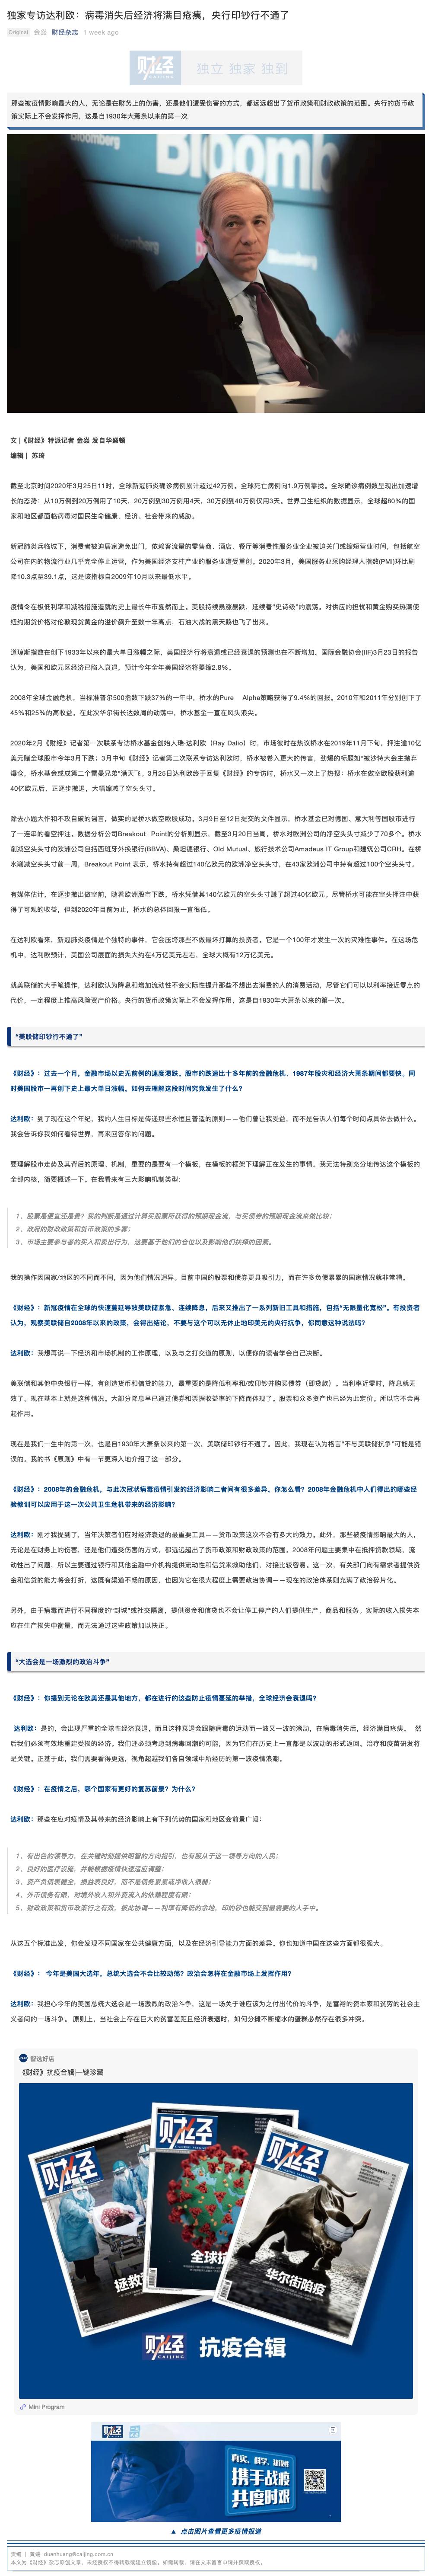 独家专访达利欧：病毒消失后经济将满目疮痍，央行印钞行不通了
Original 金焱 财经杂志 1 week ago
财经 独立 独家 独到
那些被疫情影响最大的人，无论是在财务上的伤害，还是他们遭受伤害的方式，都远远超出了货币政策和财政政策的范围。央行的货币政
策实际上不会发挥作用，这是自1930年大萧条以来的第一次
Bloomberg
文 |《财经》特派记者 金焱 发自华盛顿
编辑 | 苏琦
截至北京时间2020年3月25日11时，全球新冠肺炎确诊病例累计超过42万例。全球死亡病例向1.9万例靠拢。全球确诊病例数呈现出加速增
长的态势：从10万例到20万例用了10天，20万例到30万例用4天，30万例到40万例仅用3天。世界卫生组织的数据显示，全球超80%的国
家和地区都面临病毒对国民生命健康、经济、社会带来的威胁。
新冠肺炎兵临城下，消费者被迫居家避免出门，依赖客流量的零售商、酒店、餐厅等消费性服务业企业被迫关门或缩短营业时间，包括航空
公司在内的物流行业几乎完全停止运营，作为美国经济支柱产业的服务业遭受重创。2020年3月，美国服务业采购经理人指数(PMI)环比剧
降10.3点至39.1点，这是该指标自2009年10月以来最低水平。
疫情令在极低利率和减税措施造就的史上最长牛市戛然而止。美股持续暴涨暴跌，延续着“史诗级”的震荡。对供应的担忧和黄金购买热潮使
纽约期货价格对伦敦现货黄金的溢价飙升至数十年高点，石油大战的黑天鹅也飞了出来。
道琼斯指数在创下1933年以来的最大单日涨幅之际，美国经济行将衰退或已经衰退的预测也在不断增加。国际金融协会(IIF)3月23日的报告
认为，美国和欧元区经济已陷入衰退，预计今年全年美国经济将萎缩2.8%。
2008年全球金融危机，当标准普尔500指数下跌37%的一年中，桥水的Pure Alpha策略获得了9.4%的回报。2010年和2011年分别创下了
45%和25%的高收益。在此次华尔街长达数周的动荡中，桥水基金一直在风头浪尖。
2020年2月《财经》记者第一次联系专访桥水基金创始人瑞·达利欧（Ray Dalio）时，市场彼时在热议桥水在2019年11月下旬，押注逾10亿
美元赌全球股市今年3月下跌；3月中旬《财经》记者第二次联系专访达利欧时，桥水被卷入更大的传言，劲爆的标题如“被沙特大金主踹弃
爆仓，桥水基金或成第二个雷曼兄弟”满天飞。3月25日达利欧终于回复《财经》的专访时，桥水又一次上了热搜：桥水在做空欧股获利逾
40亿欧元后，正逐步撤退，大幅缩减了空头头寸。
除去小题大作和不攻自破的谣言，做实的是桥水做空欧股成功。3月9日至12日提交的文件显示，桥水基金已对德国、意大利等国股市进行
了一连串的看空押注。数据分析公司Breakout Point的分析则显示，截至3月20日当周，桥水对欧洲公司的净空头头寸减少了70多个。桥水
削减空头头寸的欧洲公司包括西班牙外换银行(BBVA)、桑坦德银行、Old Mutual、旅行技术公司Amadeus IT Group和建筑公司CRH。在桥
水削减空头头寸前一周，Breakout Point 表示，桥水持有超过140亿欧元的欧洲净空头头寸，在43家欧洲公司中持有超过100个空头头寸。
有媒体估计，在逐步撤出做空前，随着欧洲股市下跌，桥水凭借其140亿欧元的空头头寸赚了超过40亿欧元。尽管桥水可能在空头押注中获
得了可观的收益，但到2020年目前为止，桥水的总体回报一直很低。
在达利欧看来，新冠肺炎疫情是个独特的事件，它会压垮那些不做最坏打算的投资者。它是一个100年才发生一次的灾难性事件。在这场危
机中，达利欧预计，美国公司层面的损失大约在4万亿美元左右，全球大概有12万亿美元。
就美联储的大手笔操作，达利欧认为降息和增加流动性不会实际性提升那些不想出去消费的人的消费活动，尽管它们可以以利率接近零点的
约代价，一定程度上推高风险资产价格。央行的货币政策实际上不会发挥作用，这是自1930年大萧条以来的第一次。
“美联储印钞行不通了”
《财经》：过去一个月，金融市场以史无前例的速度溃跌。股市的跌速比十多年前的金融危机、1987年股灾和经济大萧条期间都要快。同
时美国股市一再创下史上最大单日涨幅。如何去理解这段时间究竟发生了什么？
达利欧：到了现在这个年纪，我的人生目标是传递那些永恒且普适的原则——他们曾让我受益，而不是告诉人们每个时间点具体去做什么。
我会告诉你我如何看待世界，再来回答你的问题。
要理解股市走势及其背后的原理、机制，重要的是要有一个模板，在模板的框架下理解正在发生的事情。我无法特别充分地传达这个模板的
全部内核，简要概述一下。在我看来有三大影响机制类型：
1、股票是便宜还是贵？我的判断是通过计算买股票所获得的预期现金流，与买债券的预期现金流来做比较；
2、政府的财政政策和货币政策的多寡；
3、市场主要参与者的买入和卖出行为，这要基于他们的仓位以及影响他们抉择的因素。
我的操作因国家/地区的不同而不同，因为他们情况迥异。目前中国的股票和债券更具吸引力，而在许多负债累累的国家情况就非常糟。
《财经》：新冠疫情在全球的快速蔓延导致美联储紧急、连续降息，后来又推出了一系列新旧工具和措施，包括“无限量化宽松”。有投资者
认为，观察美联储自2008年以来的政策，会得出结论，不要与这个可以无休止地印美元的央行抗争，你同意这种说法吗？
达利欧：我想再说一下经济和市场机制的工作原理，以及与之打交道的原则，以便你的读者学会自己决断。
美联储和其他中央银行一样，有创造货币和信贷的能力，最重要的是降低利率和/或印钞并购买债券（即贷款）。当利率近零时，降息就无
效了。现在基本上就是这种情况。大部分降息早已通过债券和票据收益率的下降而体现了。股票和众多资产也已经为此定价。所以它不会再
起作用。
现在是我们一生中的第一次、也是自1930年大萧条以来的第一次，美联储印钞行不通了。因此、我现在认为格言“不与美联储抗争”可能是错
误的。我的书《原则》中有一节更深入地介绍了这一部分。
《财经》：2008年的金融危机，与此次冠状病毒疫情引发的经济影响二者间有很多差异。你怎么看？2008年金融危机中人们得出的哪些经
验教训可以应用于这一次公共卫生危机带来的经济影响？
达利欧：刚才我提到了，当年决策者们应对经济衰退的最重要工具——货币政策这次不会有多大的效力。此外，那些被疫情影响最大的人，
无论是在财务上的伤害，还是他们遭受伤害的方式，都远远超出了货币政策和财政政策的范围。2008年问题主要集中在抵押贷款领域，流
动性出了问题，所以主要通过银行和其他金融中介机构提供流动性和信贷来救助他们，对接比较容易。这一次，有关部门向有需求者提供资
金和信贷的能力将会打折，这既有渠道不畅的原因，也因为它在很大程度上需要政治协调——现在的政治体系则充满了政治碎片化。
另外，由于病毒而进行不同程度的“封城”或社交隔离，提供资金和信贷也不会让停工停产的人们提供生产、商品和服务。实际的收入损失本
应在生产损失中衡量，而无法通过这些政策加以扶正。
“大选会是一场激烈的政治斗争”
《财经》：你提到无论在欧美还是其他地方，都在进行的这些防止疫情蔓延的举措，全球经济会衰退吗？
达利欧：是的，会出现严重的全球性经济衰退，而且这种衰退会跟随病毒的运动而一波又一波的滚动，在病毒消失后，经济满目疮痍。 然
后我们必须有效地重建受损的经济。我们还必须考虑到病毒回潮的可能，因为它们在历史上一直都是以波动的形式返回。治疗和疫苗研发将
是关键。正基于此，我们需要看得更远，视角超越我们各自领域中所经历的第一波疫情浪潮。
《财经》：在疫情之后，哪个国家有更好的复苏前景？为什么？
达利欧：那些在应对疫情及其带来的经济影响上有下列优势的国家和地区会前景广阔：
1、有出色的领导力，在关键时刻提供明智的方向指引，也有服从于这一领导方向的人民；
2、良好的医疗设施，并能根据疫情快速适应调整；
3、资产负债表健全，损益表良好，而不是债务累累或净收入很弱；
4、外币债务有限，对境外收入和外资流入的依赖程度有限；
5、财政政策和货币政策行之有效，彼此协调——利率有降低的余地，印的钞也能交到最需要的人手中。
从这五个标准出发，你会发现不同国家在公共健康方面，以及在经济引导能力方面的差异。你也知道中国在这些方面都很强大。
《财经》： 今年是美国大选年，总统大选会不会比较动荡？政治会怎样在金融市场上发挥作用？
达利欧：我担心今年的美国总统大选会是一场激烈的政治斗争，这是一场关于谁应该为之付出代价的斗争，是富裕的资本家和贫穷的社会主
义者间的一场斗争。 原则上，当社会上存在巨大的贫富差距且经济衰退时，如何分摊不断缩水的蛋糕必然存在很多冲突。
智选好店
《财经》抗疫合辑|一键珍藏
财经
财经
财经
拯救
全球抗
华尔街陷疫
财经 CAIJING 抗疫合辑
Mini Program
财经
真实、科学、建设性
携手战疫
共度时艰
▲ 点击图片查看更多疫情报道
责编 | 黄端 duanhuang@caijing.com.cn
本文为《财经》杂志原创文章，未经授权不得转载或建立镜像。如需转载，请在文末留言申请并获取授权。